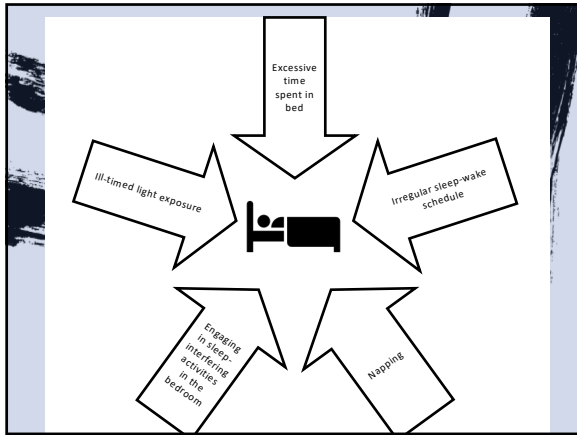 Excessive
time
spent in
bed
Ill-timed light exposure
Irregular sleep-wake
schedule
Engaging
in sleep-
interfering
activities
in the
bedroom
Napping